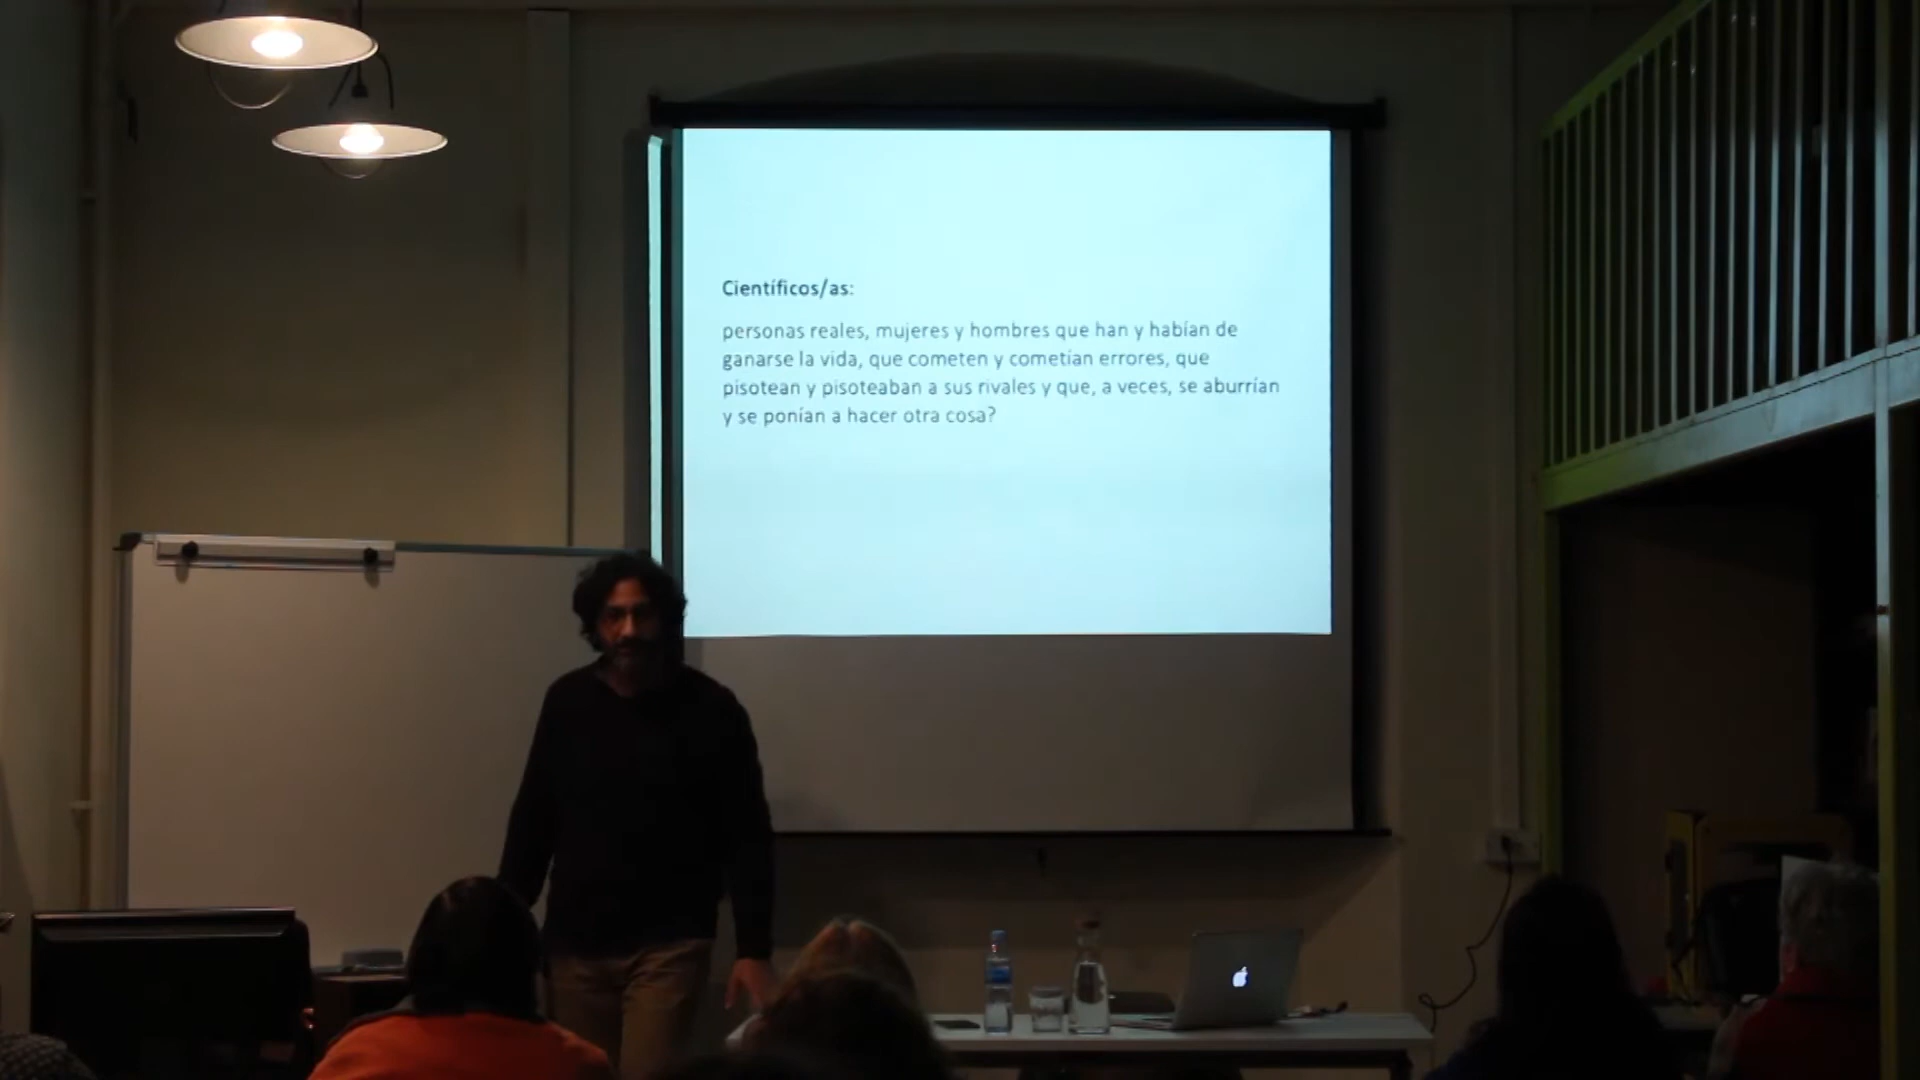 Científicos/as:
personas reales, mujeres y hombres que han y habían de
ganarse la vida, que cometen y cometían errores, que
pisotean y pisoteaban a sus rivales y que, a veces, se aburrían
y se ponían a hacer otra cosa?